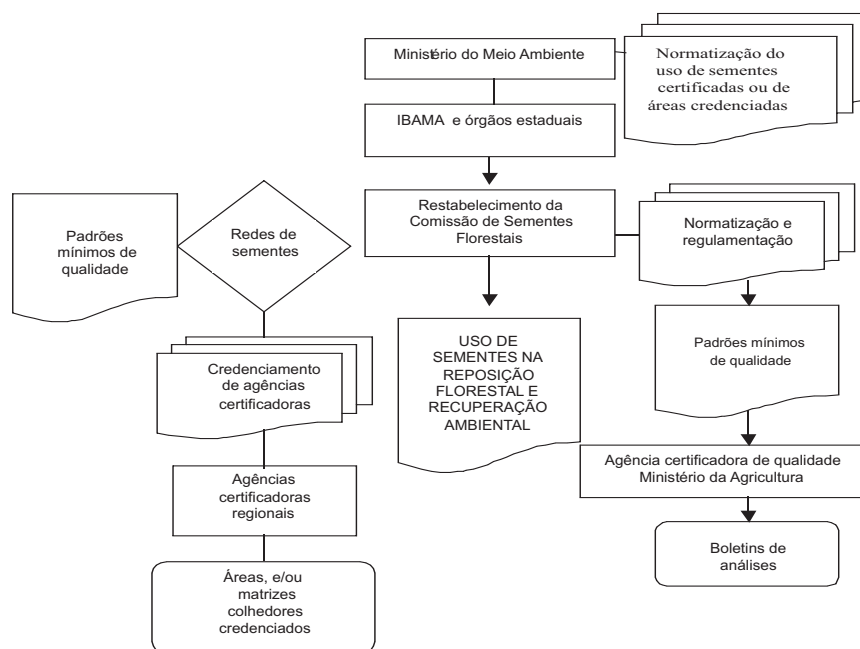 Ministério do Meio Ambiente
Normatização do
uso de sementes
certificadas ou de
áreas credenciadas
IBAMA e órgãos estaduais
Padrões
mínimos de
qualidade
Redes de
sementes
Restabelecimento da
Comissão de Sementes
Florestais
Normatização e
regulamentação
Credenciamento
de agências
certificadoras
USO DE
SEMENTES NA
REPOSIÇÃO
FLORESTAL E
RECUPERAÇÃO
AMBIENTAL
Padrões mínimos
de qualidade
Agências
certificadoras
regionais
Agência certificadora de qualidade
Ministério da Agricultura
Áreas, e/ou
matrizes
colhedores
credenciados
Boletins de
análises